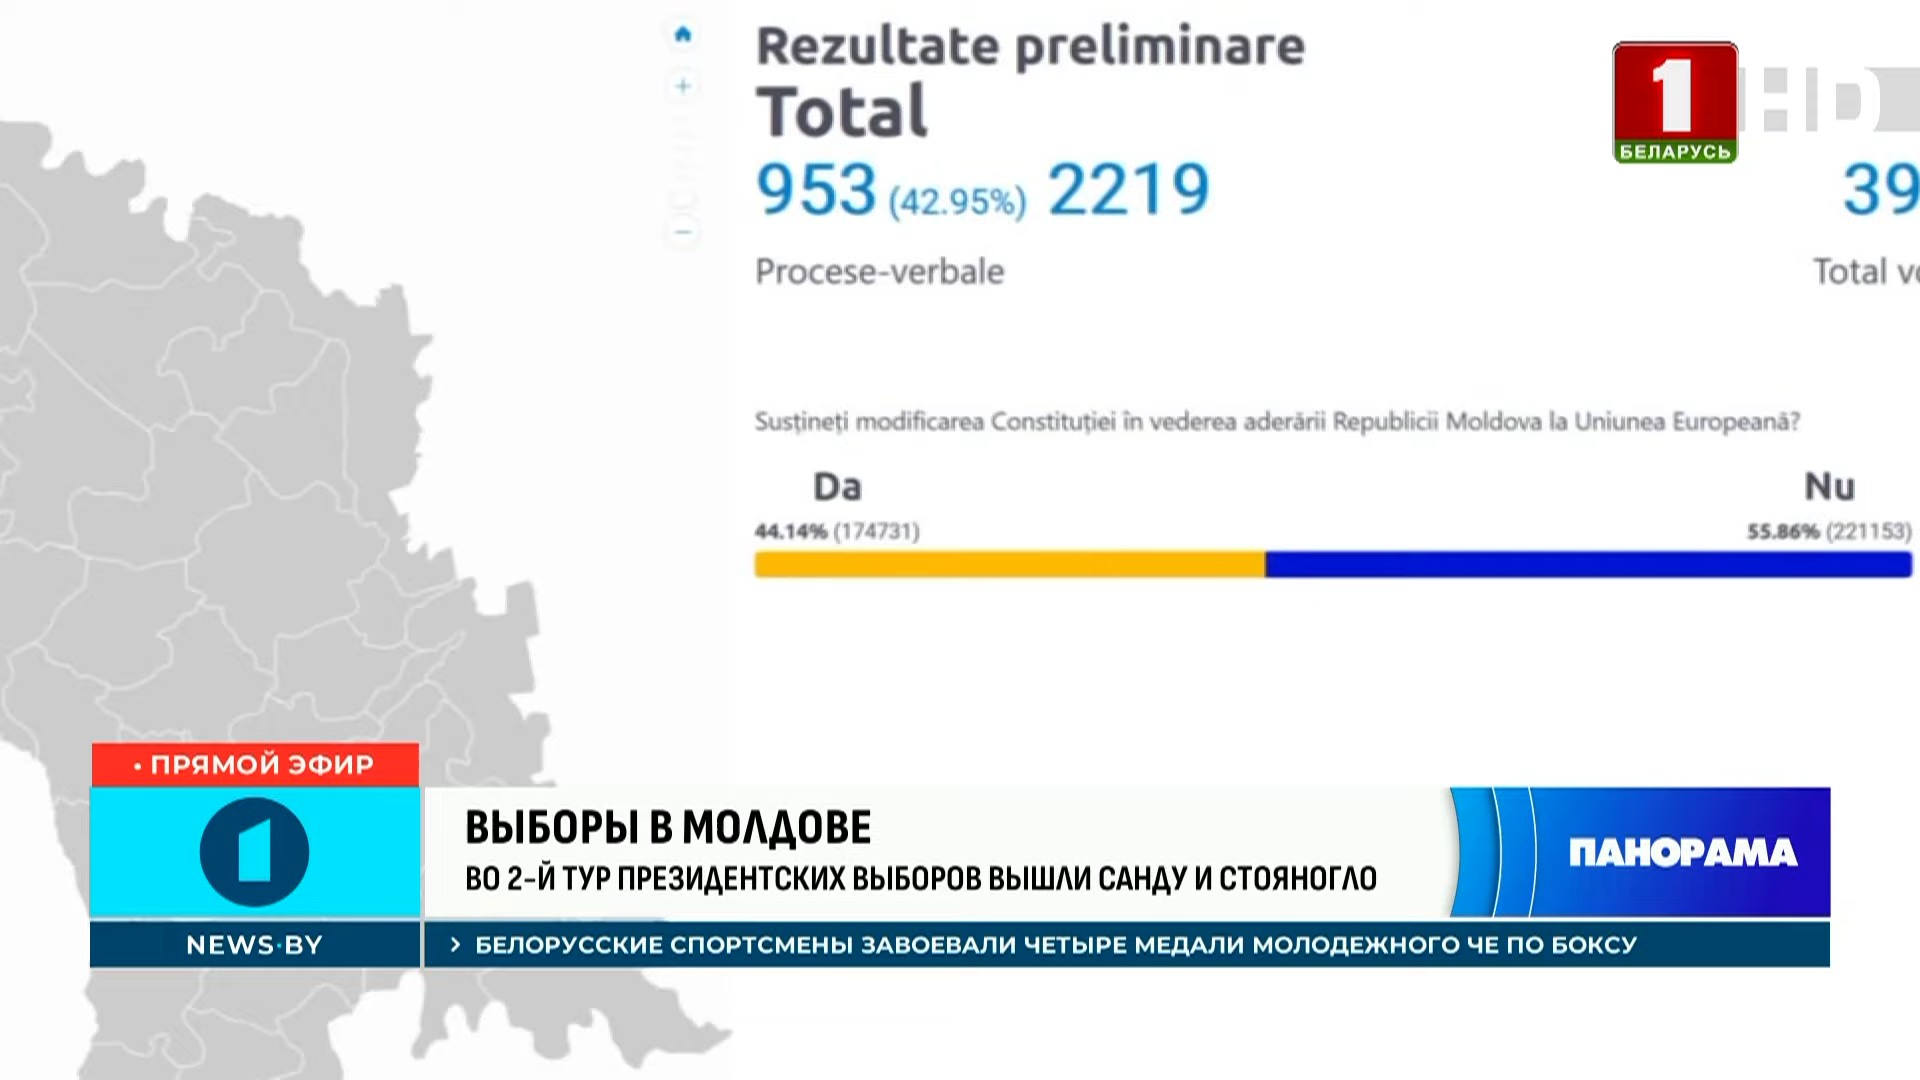 Rezultate preliminare
Total
953 (42.95%) 2219
39
Procese-verbale
Total
1
HD
БЕЛАРУСЬ
Susțineți modificarea Constituției în vederea aderării Republicii Moldova la Uniunea Europeană?
Da
Nu
44.14% (174731)
55.86% (221153)
• ПРЯМОЙ ЭФИР
1
ВЫБОРЫ В МОЛДОВЕ
ВО 2-Й ТУР ПРЕЗИДЕНТСКИХ ВЫБОРОВ ВЫШЛИ САНДУ И СТОЯНОГЛО
ПАНОРАМА
NEWS·BY
› БЕЛОРУССКИЕ СПОРТСМЕНЫ ЗАВОЕВАЛИ ЧЕТЫРЕ МЕДАЛИ МОЛОДЕЖНОГО ЧЕ ПО БОКСУ